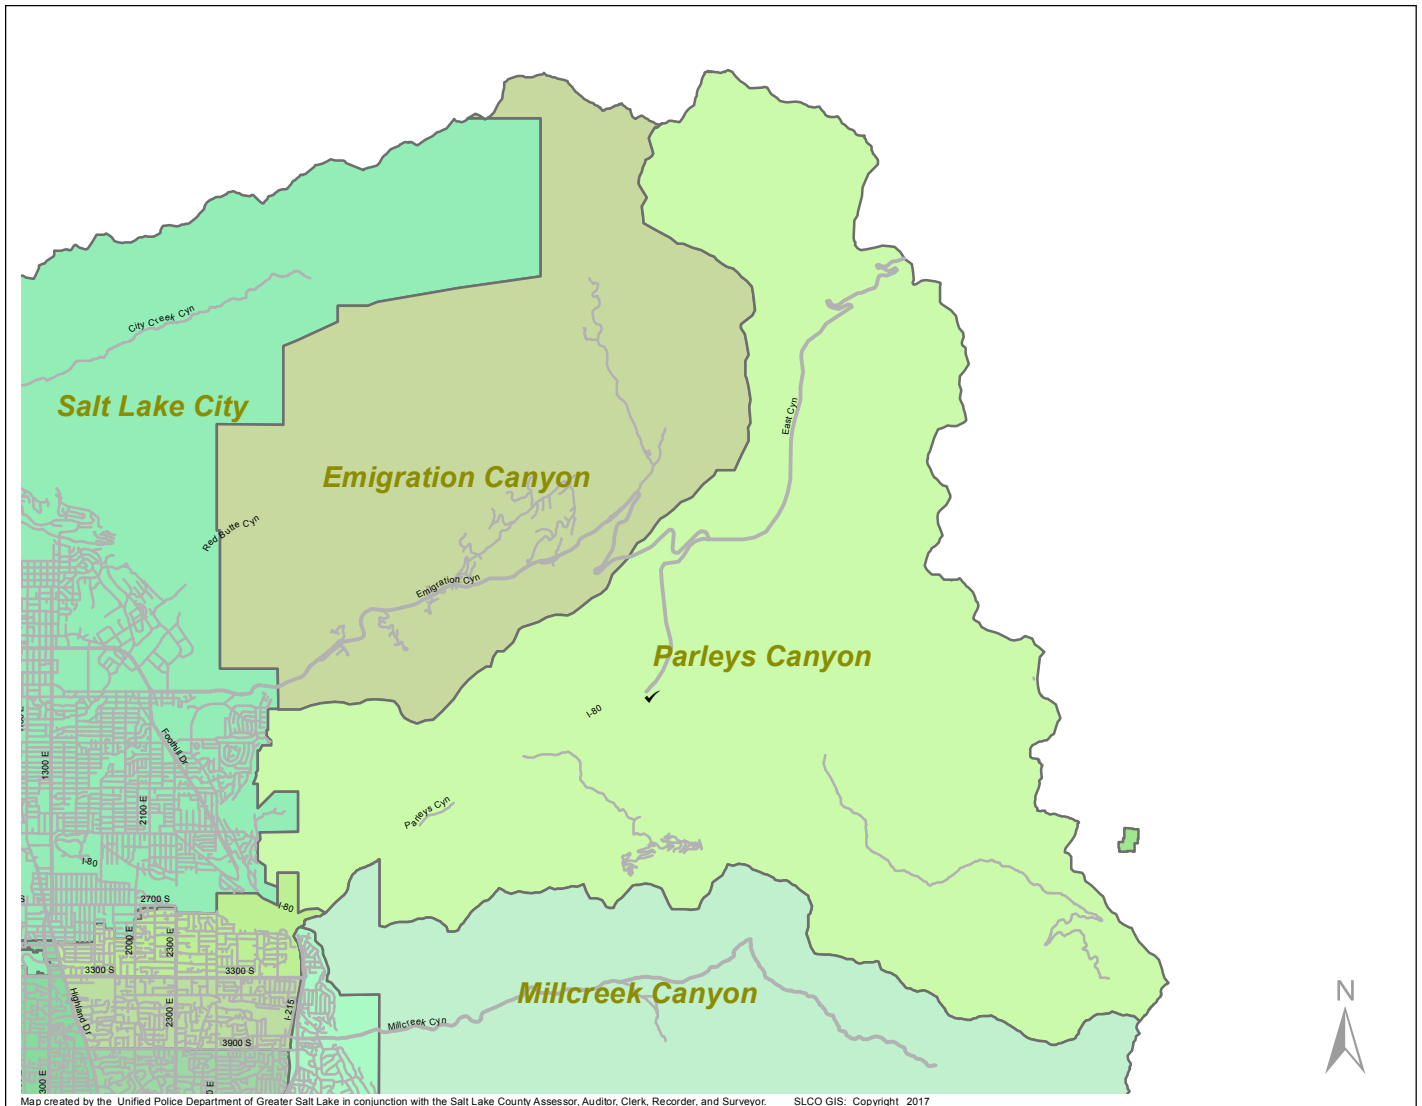 City Creek Cyn
Salt Lake City
East Cyn
Emigration Canyon
Red Butte Cyn
Emigration Cyn
Parleys Canyon
I-80
Foothill Dr
1300 E
2100 E
Parleys Cyn
I-80
S
2700 S
I-80
2000 E
2300 E
3300 S
3300 S
Highland Dr
2300 E
I-215
Millcreek Canyon
Millcreek Cyn
3900 S
N
Map created by the Unified Police Department of Greater Salt Lake in conjunction with the Salt Lake County Assessor, Auditor, Clerk, Recorder, and Surveyor. SLCO GIS: Copyright 2017